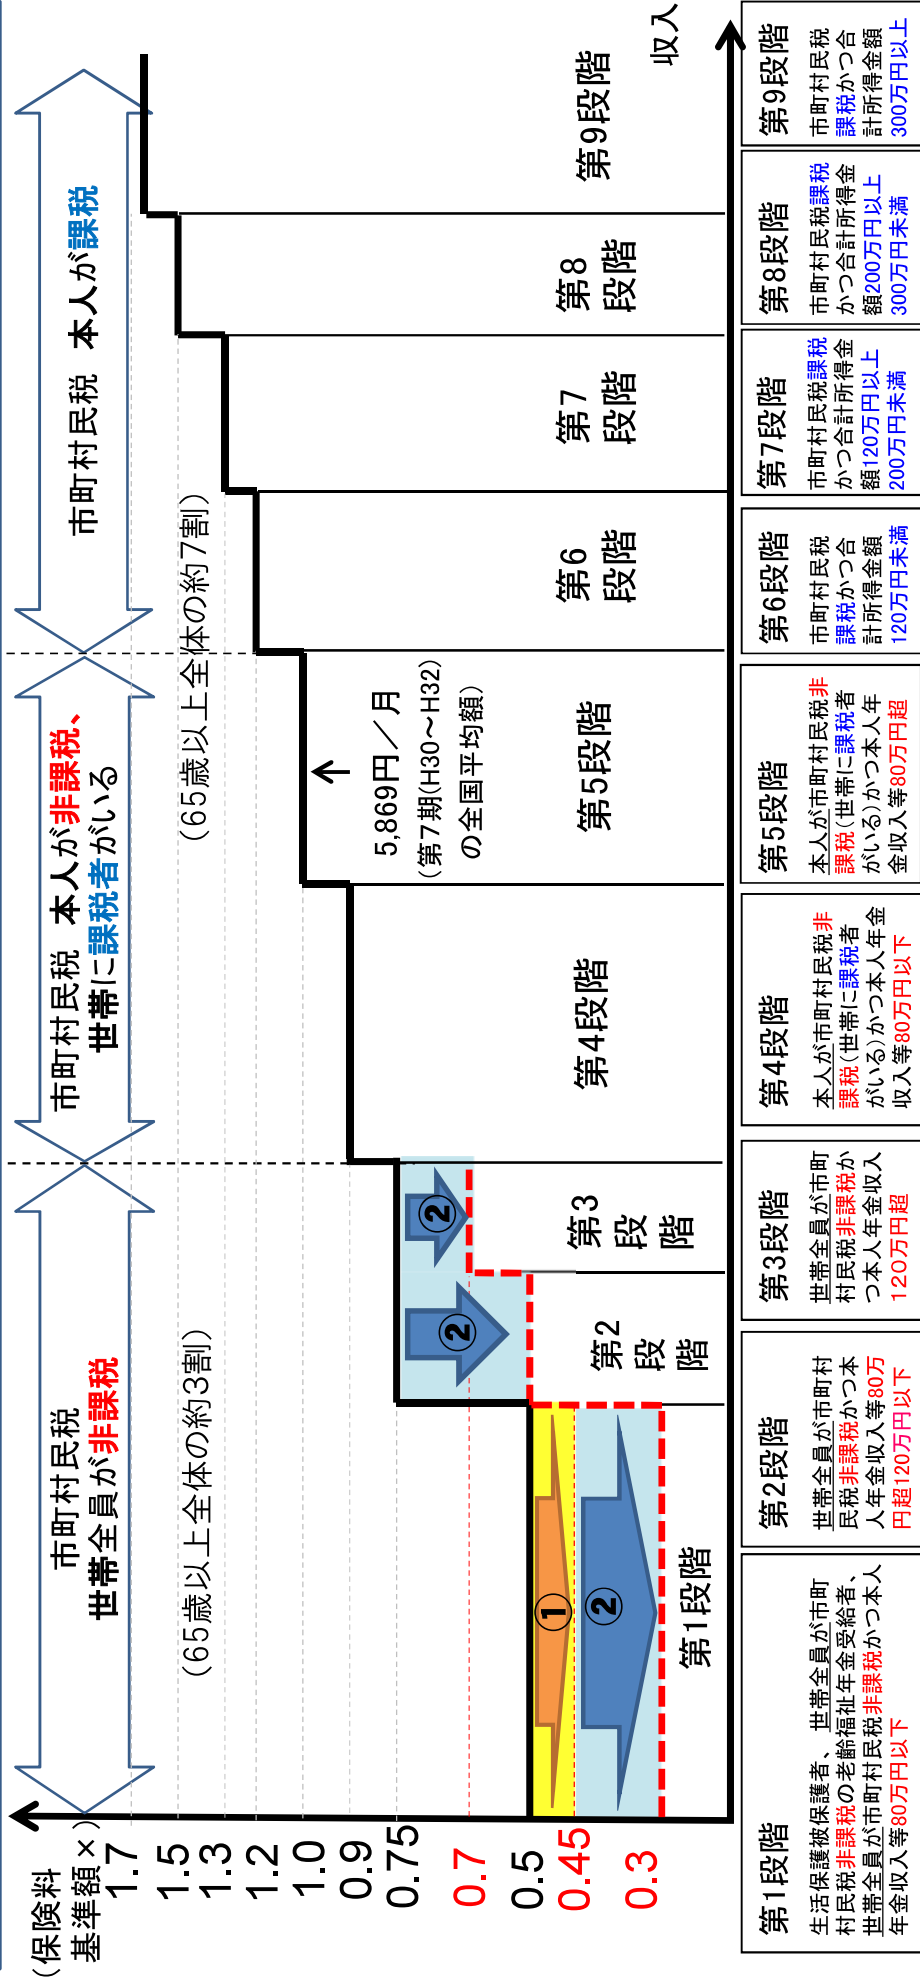 (保険料
基準額×)
1.7
1.5
1.3
1.2
1.0
0.9
0.75
0.7
0.5
0.45
0.3
市町村民税
世帯全員が非課税
(65歳以上全体の約3割)
市町村民税 本人が非課税、
世帯に課税者がいる
市町村民税 本人が課税
(65歳以上全体の約7割)
①
②
②
②
5,869円/月
(第7期(H30~H32)
の全国平均額)
第1段階
第2
段
階
第3
段
階
第4段階
第5段階
第6
段階
第7
段階
第8
段階
第9段階
収入
第1段階
生活保護被保護者、世帯全員が市町
村民税非課税の老齢福祉年金受給者、
世帯全員が市町村民税非課税かつ本人
年金収入等80万円以下
第2段階
世帯全員が市町村
民税非課税かつ本
人年金収入等80万
円超120万円以下
第3段階
世帯全員が市町
村民税非課税か
つ本人年金収入
120万円超
第4段階
本人が市町村民税非
課税(世帯に課税者
がいる)かつ本人年金
収入等80万円以下
第5段階
本人が市町村民税非
課税(世帯に課税者
がいる)かつ本人年
金収入等80万円超
第6段階
市町村民税
課税かつ合
計所得金額
120万円未満
第7段階
市町村民税課税
かつ合計所得金
額120万円以上
200万円未満
第8段階
市町村民税課税
かつ合計所得金
額200万円以上
300万円未満
第9段階
市町村民税
課税かつ合
計所得金額
300万円以上